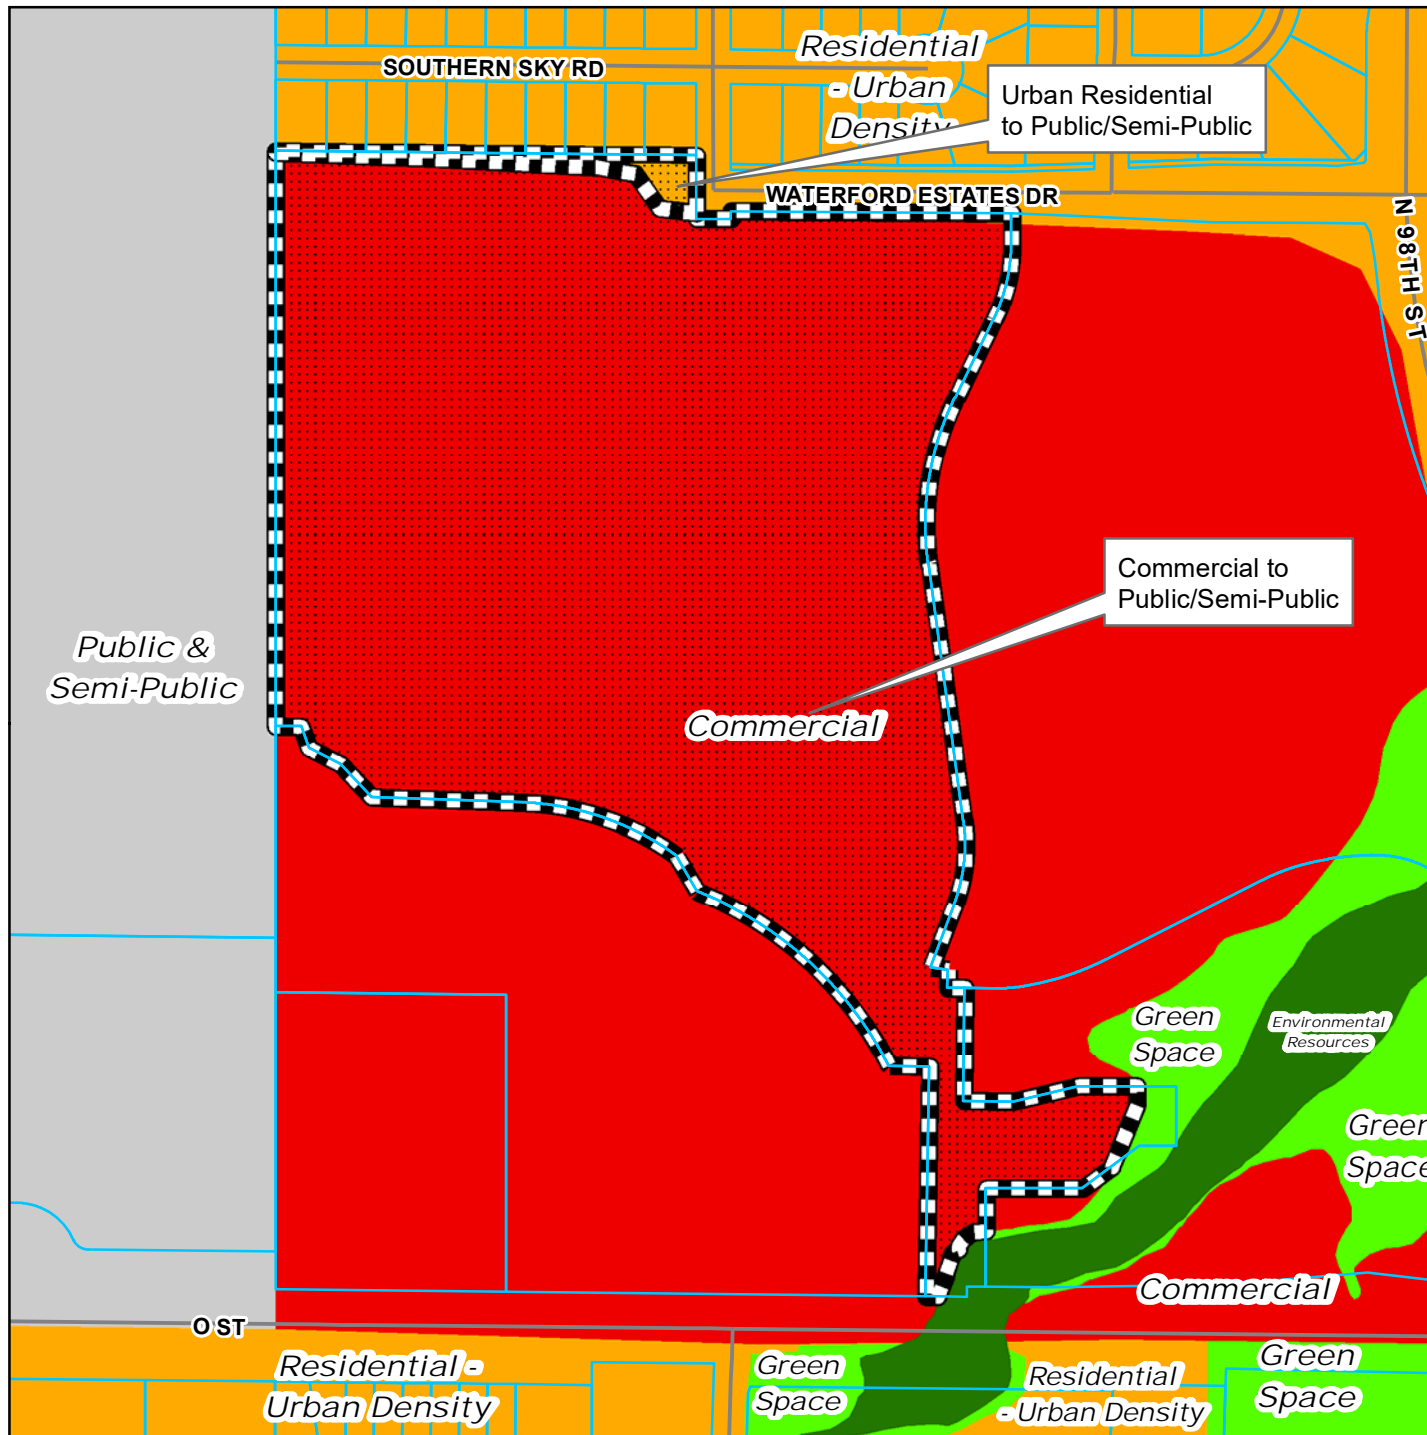 Residential
- Urban
Density
SOUTHERN SKY RD
Urban Residential
to Public/Semi-Public
WATERFORD ESTATES DR
N 98TH ST
Commercial to
Public/Semi-Public
Public &
Semi-Public
Commercial
Green
Space
Environmental
Resources
Green
Space
Commercial
O ST
Residential -
Urban Density
Green
Space
Residential
- Urban Density
Green
Space